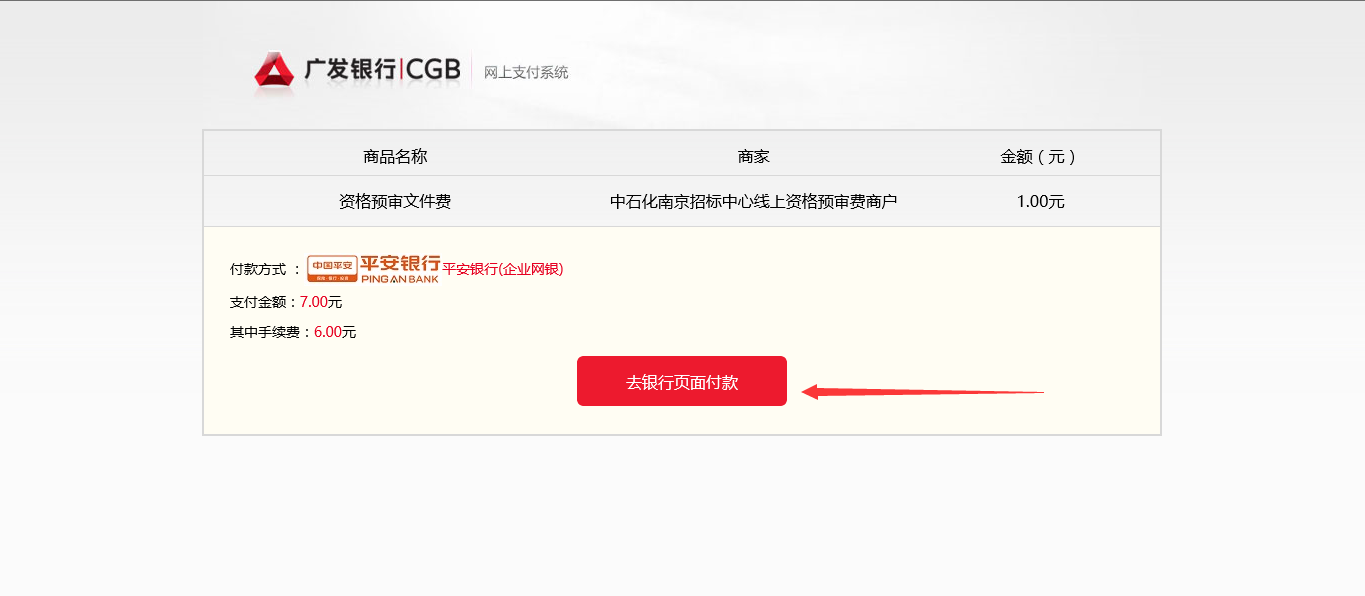 广发银行|CGB 网上支付系统
商品名称 商家 金额(元)
资格预审文件费 中石化南京招标中心线上资格预审费商户 1.00元
付款方式 : 中国平安 平安银行 PING AN BANK 平安银行(企业网银)
支付金额:7.00元
其中手续费:6.00元
去银行页面付款